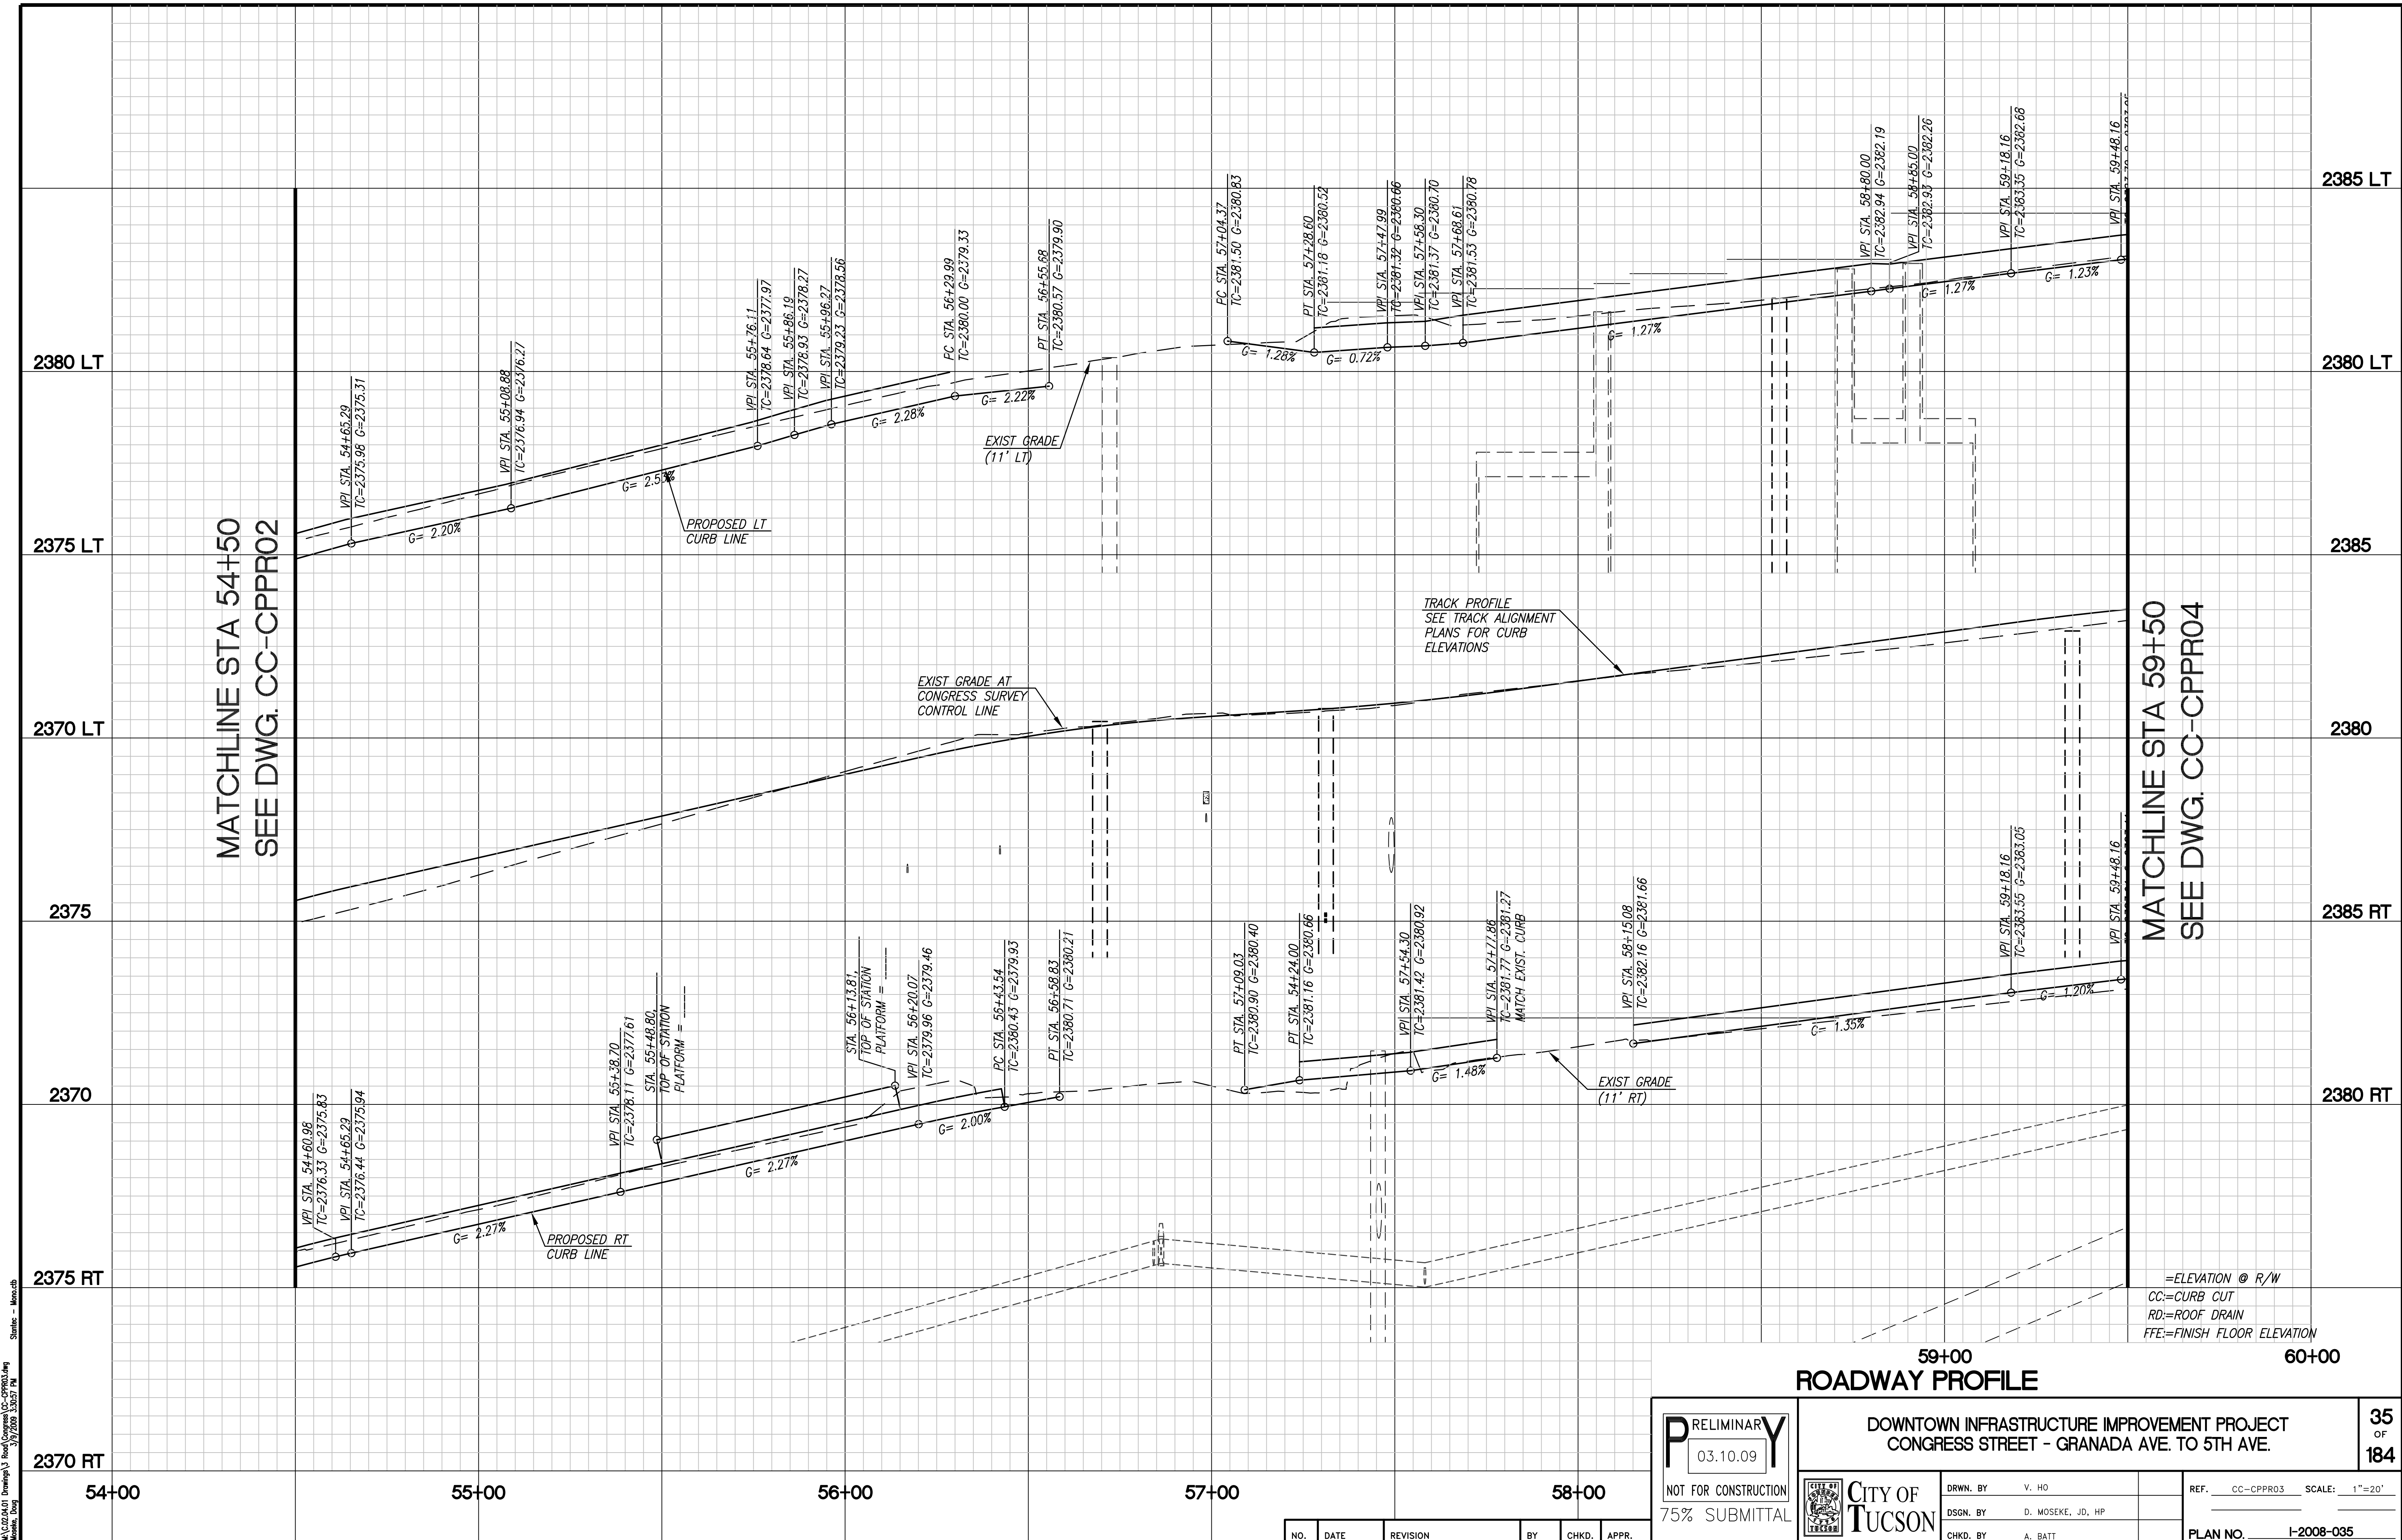 VPI STA. 54+65.29
TC=2375.98 G=2375.31
VPI STA. 55+08.88
TC=2376.94 G=2376.27
VPI STA. 55+76.11
TC=2378.64 G=2377.97
VPI STA. 55+86.19
TC=2378.93 G=2378.27
VPI STA. 55+96.27
TC=2379.23 G=2378.56
PC STA. 56+29.99
TC=2380.00 G=2379.33
PT STA. 56+55.68
TC=2380.57 G=2379.90
PC STA. 57+04.37
TC=2381.50 G=2380.83
PT STA. 57+28.60
TC=2381.18 G=2380.52
VPI STA. 57+47.99
TC=2381.32 G=2380.66
VPI STA. 57+58.30
TC=2381.37 G=2380.70
VPI STA. 57+68.61
TC=2381.53 G=2380.78
VPI STA. 58+80.00
TC=2382.94 G=2382.19
VPI STA. 58+85.00
TC=2382.93 G=2382.26
VPI STA. 59+18.16
TC=2383.35 G=2382.68
VPI STA. 59+48.16
2385 LT
2380 LT
2380 LT
G= 2.20%
G= 2.53%
G= 2.28%
G= 2.22%
G= 1.28%
G= 0.72%
G= 1.27%
G= 1.27%
G= 1.23%
EXIST GRADE
(11' LT)
PROPOSED LT
CURB LINE
2375 LT
2385
MATCHLINE STA 54+50
SEE DWG. CC-CPPR02
TRACK PROFILE
SEE TRACK ALIGNMENT
PLANS FOR CURB
ELEVATIONS
EXIST GRADE AT
CONGRESS SURVEY
CONTROL LINE
MATCHLINE STA 59+50
SEE DWG. CC-CPPR04
2370 LT
2380
2375
2385 RT
VPI STA. 54+60.98
TC=2376.33 G=2375.83
VPI STA. 54+65.29
TC=2376.44 G=2375.94
VPI STA. 55+38.70
TC=2378.11 G=2377.61
STA. 55+48.80,
TOP OF STATION
PLATFORM = ______
STA. 56+13.81,
TOP OF STATION
PLATFORM = ______
VPI STA. 56+20.07
TC=2379.96 G=2379.46
PC STA. 56+43.54
TC=2380.43 G=2379.93
PT STA. 56+58.83
TC=2380.71 G=2380.21
PT STA. 57+09.03
TC=2380.90 G=2380.40
PT STA. 54+24.00
TC=2381.16 G=2380.66
VPI STA. 57+54.30
TC=2381.42 G=2380.92
VPI STA. 57+77.86
TC=2381.77 G=2381.27
MATCH EXIST. CURB
VPI STA. 58+15.08
TC=2382.16 G=2381.66
VPI STA. 59+18.16
TC=2383.55 G=2383.05
VPI STA. 59+48.16
2370
2380 RT
G= 2.27%
G= 2.27%
G= 2.00%
G= 1.48%
G= 1.35%
G= 1.20%
EXIST GRADE
(11' RT)
PROPOSED RT
CURB LINE
2375 RT
=ELEVATION @ R/W
CC:=CURB CUT
RD:=ROOF DRAIN
FFE:=FINISH FLOOR ELEVATION
2370 RT
54+00
55+00
56+00
57+00
58+00
59+00
60+00
ROADWAY PROFILE
PRELIMINARY
03.10.09
NOT FOR CONSTRUCTION
75% SUBMITTAL
DOWNTOWN INFRASTRUCTURE IMPROVEMENT PROJECT
CONGRESS STREET - GRANADA AVE. TO 5TH AVE.
35
OF
184
CITY OF
TUCSON
CITY OF TUCSON
DRWN. BY V. HO
DSGN. BY D. MOSEKE, JD, HP
CHKD. BY A. BATT
REF. CC-CPPR03 SCALE: 1"=20'
PLAN NO. I-2008-035
NO. DATE REVISION BY CHKD. APPR.
Moseke, Doug 3/9/2009 3:30:57 PM Stantec - Mono.ctb